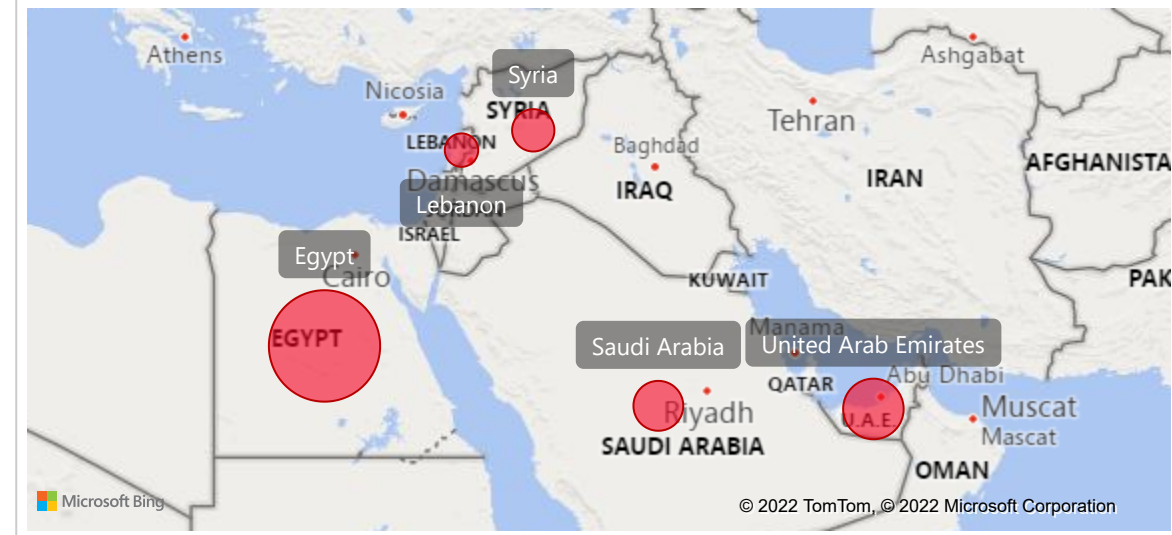 Athens
Ashgabat
Syria
Nicosia
SYRIA
Tehran
LEBANON
Baghdad
AFGHANISTA
IRAN
Damascus
IRAQ
Lebanon
ISRAEL
Egypt
Cairo
KUWAIT
PAK
Manama
EGYPT
Saudi Arabia
United Arab Emirates
Abu Dhabi
QATAR
Riyadh
U.A.E.
Muscat
Mascat
SAUDI ARABIA
OMAN
Microsoft Bing
© 2022 TomTom, © 2022 Microsoft Corporation